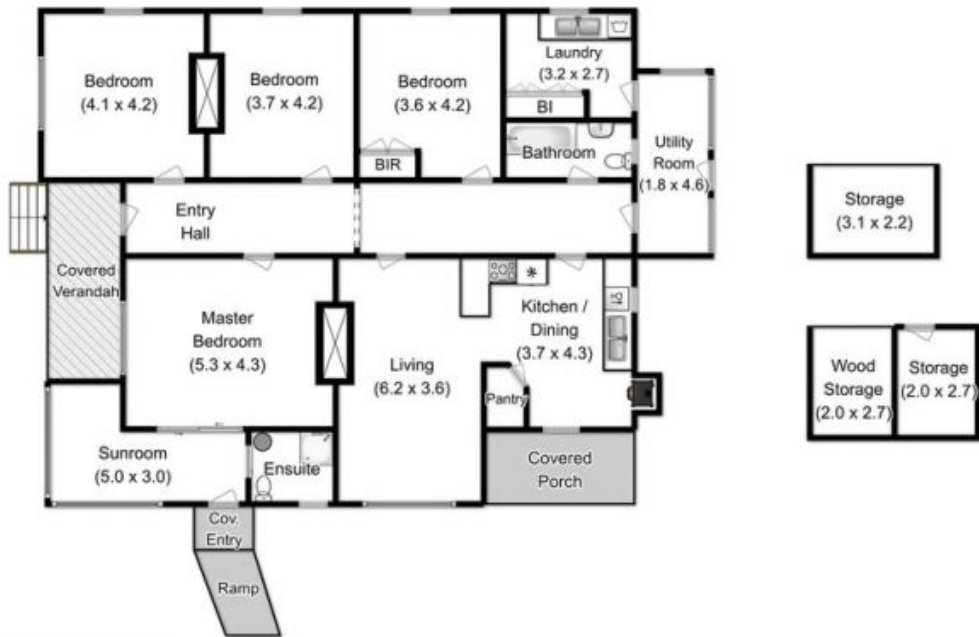 Bedroom
(4.1 x 4.2)
Bedroom
(3.7 x 4.2)
Bedroom
(3.6 x 4.2)
BIR
Laundry
(3.2 x 2.7)
BI
Bathroom
Utility
Room
(1.8 x 4.6)
Storage
(3.1 x 2.2)
Entry
Hall
Covered
Verandah
Master
Bedroom
(5.3 x 4.3)
Living
(6.2 x 3.6)
Kitchen /
Dining
(3.7 x 4.3)
Pantry
Wood
Storage
(2.0 x 2.7)
Storage
(2.0 x 2.7)
Sunroom
(5.0 x 3.0)
Ensuite
Covered
Porch
Cov.
Entry
Ramp